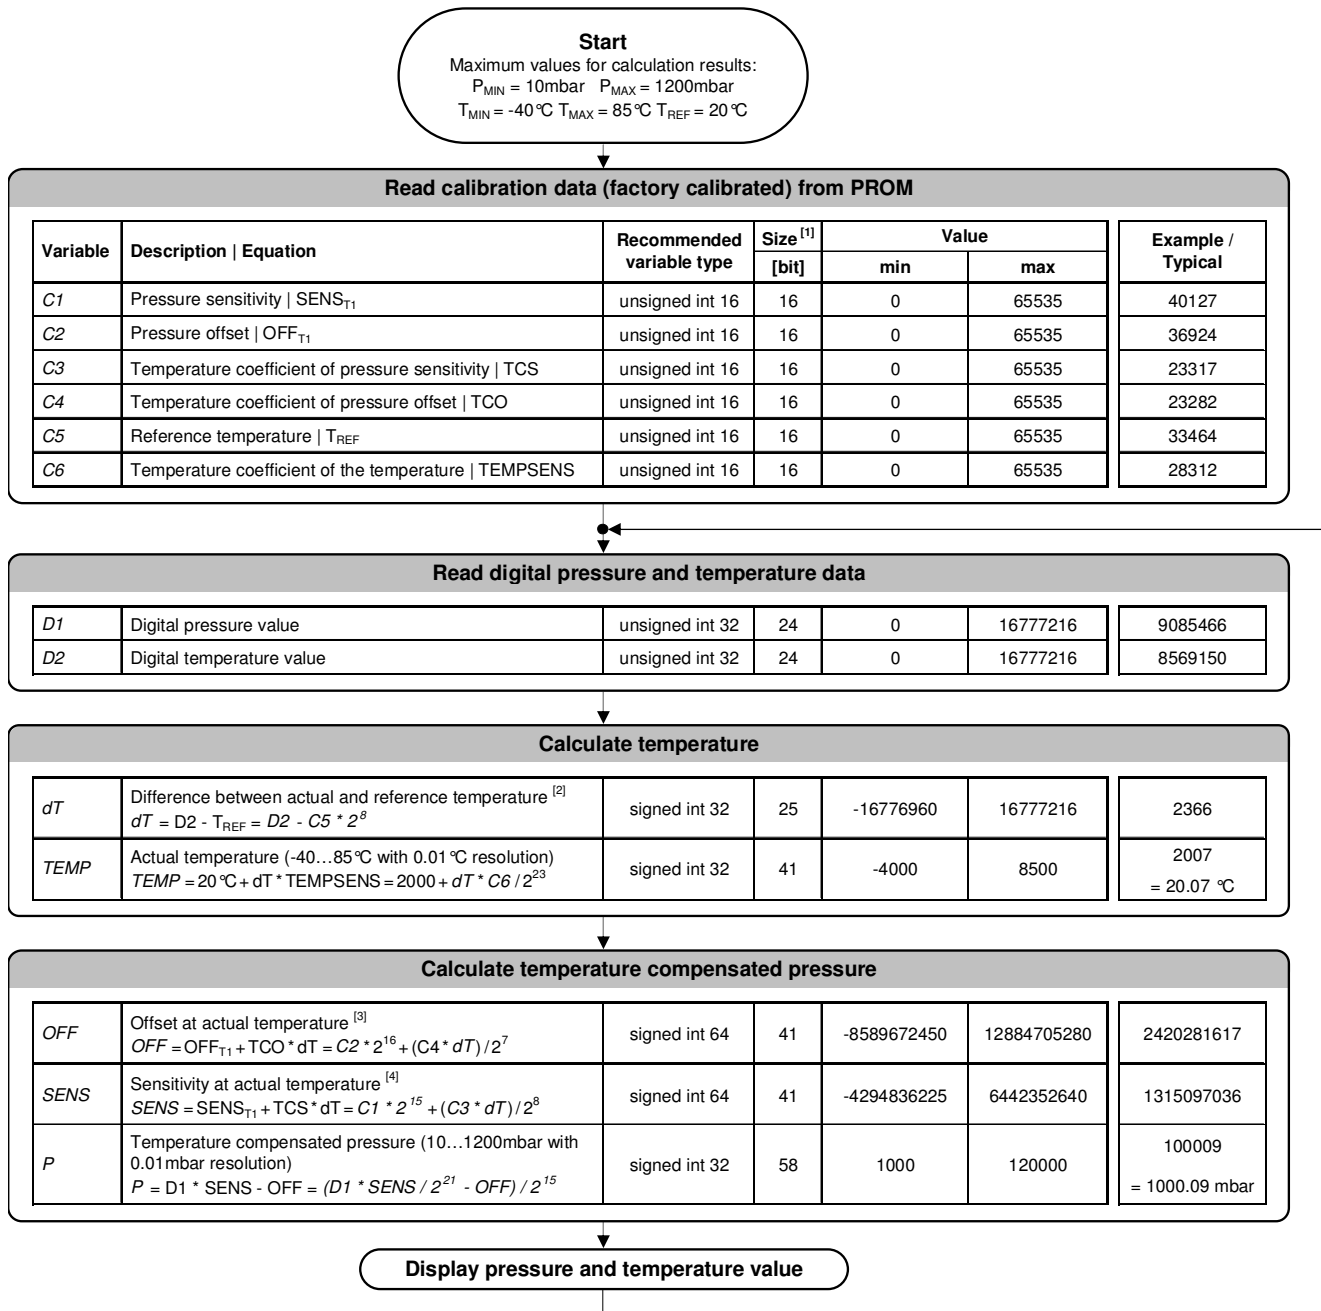 Start
Maximum values for calculation results:
PMIN = 10mbar PMAX = 1200mbar
TMIN = -40°C TMAX = 85°C TREF = 20°C
Read calibration data (factory calibrated) from PROM
Variable | Description | Equation | Recommended variable type | Size [1] [bit] | Value min | max | Example / Typical
C1 Pressure sensitivity | SENST1 unsigned int 16 16 0 65535 40127
C2 Pressure offset | OFFT1 unsigned int 16 16 0 65535 36924
C3 Temperature coefficient of pressure sensitivity | TCS unsigned int 16 16 0 65535 23317
C4 Temperature coefficient of pressure offset | TCO unsigned int 16 16 0 65535 23282
C5 Reference temperature | TREF unsigned int 16 16 0 65535 33464
C6 Temperature coefficient of the temperature | TEMPSENS unsigned int 16 16 0 65535 28312
Read digital pressure and temperature data
D1 Digital pressure value unsigned int 32 24 0 16777216 9085466
D2 Digital temperature value unsigned int 32 24 0 16777216 8569150
Calculate temperature
dT Difference between actual and reference temperature [2] signed int 32 25 -16776960 16777216 2366
dT = D2 - TREF = D2 - C5 * 2^8
TEMP Actual temperature (-40…85°C with 0.01°C resolution) signed int 32 41 -4000 8500 2007
TEMP = 20°C + dT * TEMPSENS = 2000 + dT * C6 / 2^23 = 20.07 °C
Calculate temperature compensated pressure
OFF Offset at actual temperature [3] signed int 64 41 -8589672450 12884705280 2420281617
OFF = OFFT1 + TCO * dT = C2 * 2^16 + (C4 * dT) / 2^7
SENS Sensitivity at actual temperature [4] signed int 64 41 -4294836225 6442352640 1315097036
SENS = SENST1 + TCS * dT = C1 * 2^15 + (C3 * dT) / 2^8
P Temperature compensated pressure (10…1200mbar with
0.01mbar resolution) signed int 32 58 1000 120000 100009
P = D1 * SENS - OFF = (D1 * SENS / 2^21 - OFF) / 2^15 = 1000.09 mbar
Display pressure and temperature value